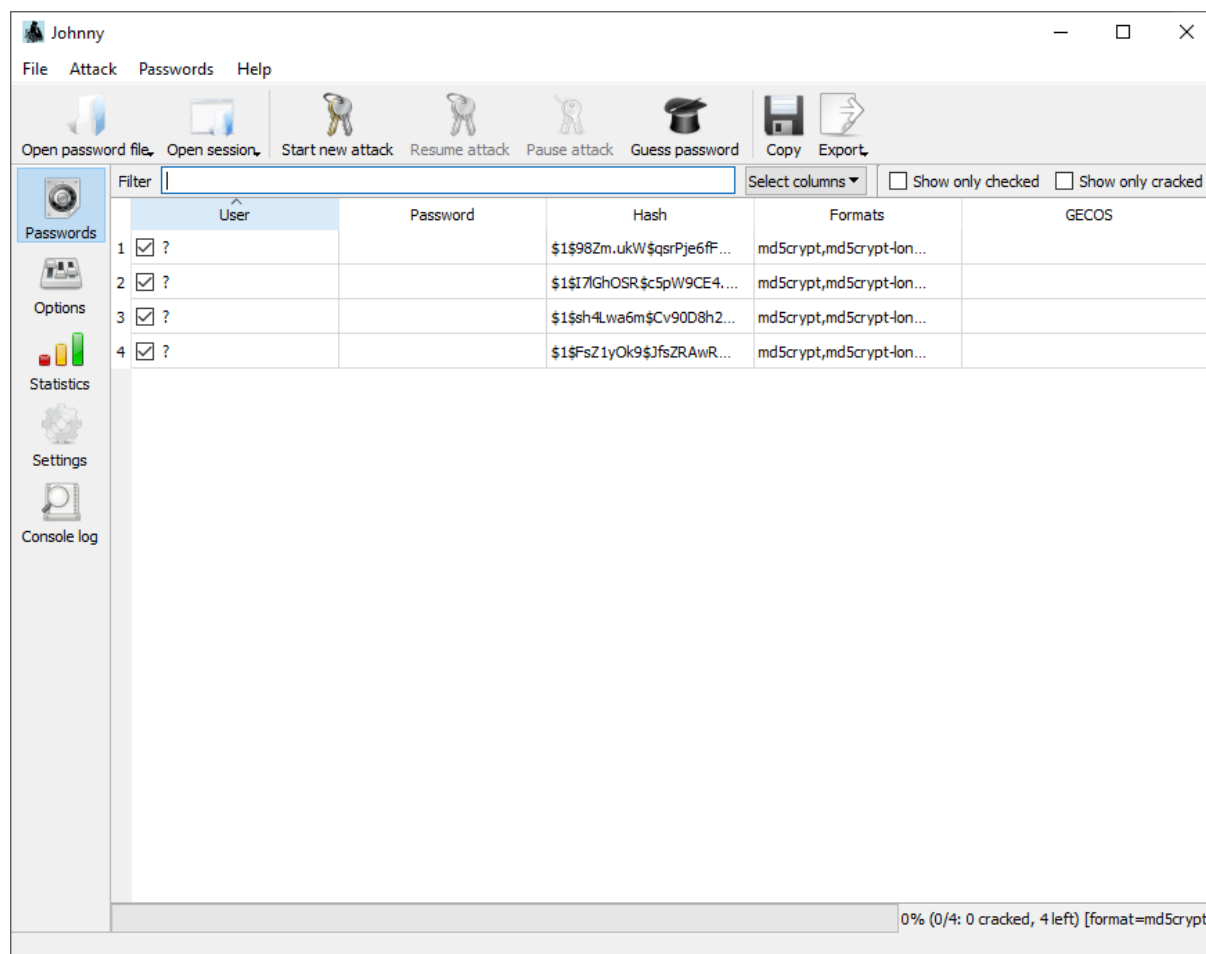 Johnny
File Attack Passwords Help
Open password file Open session Start new attack Resume attack Pause attack Guess password Copy Export
Filter Select columns Show only checked Show only cracked
Passwords
Options
Statistics
Settings
Console log
User Password Hash Formats GECOS
1 ? $1$98Zm.ukW$qsrPje6fF... md5crypt,md5crypt-lon...
2 ? $1$I7lGhOSR$c5pW9CE4.... md5crypt,md5crypt-lon...
3 ? $1$sh4Lwa6m$Cv90D8h2... md5crypt,md5crypt-lon...
4 ? $1$FsZ1yOk9$JfsZRAwR... md5crypt,md5crypt-lon...
0% (0/4: 0 cracked, 4 left) [format=md5crypt